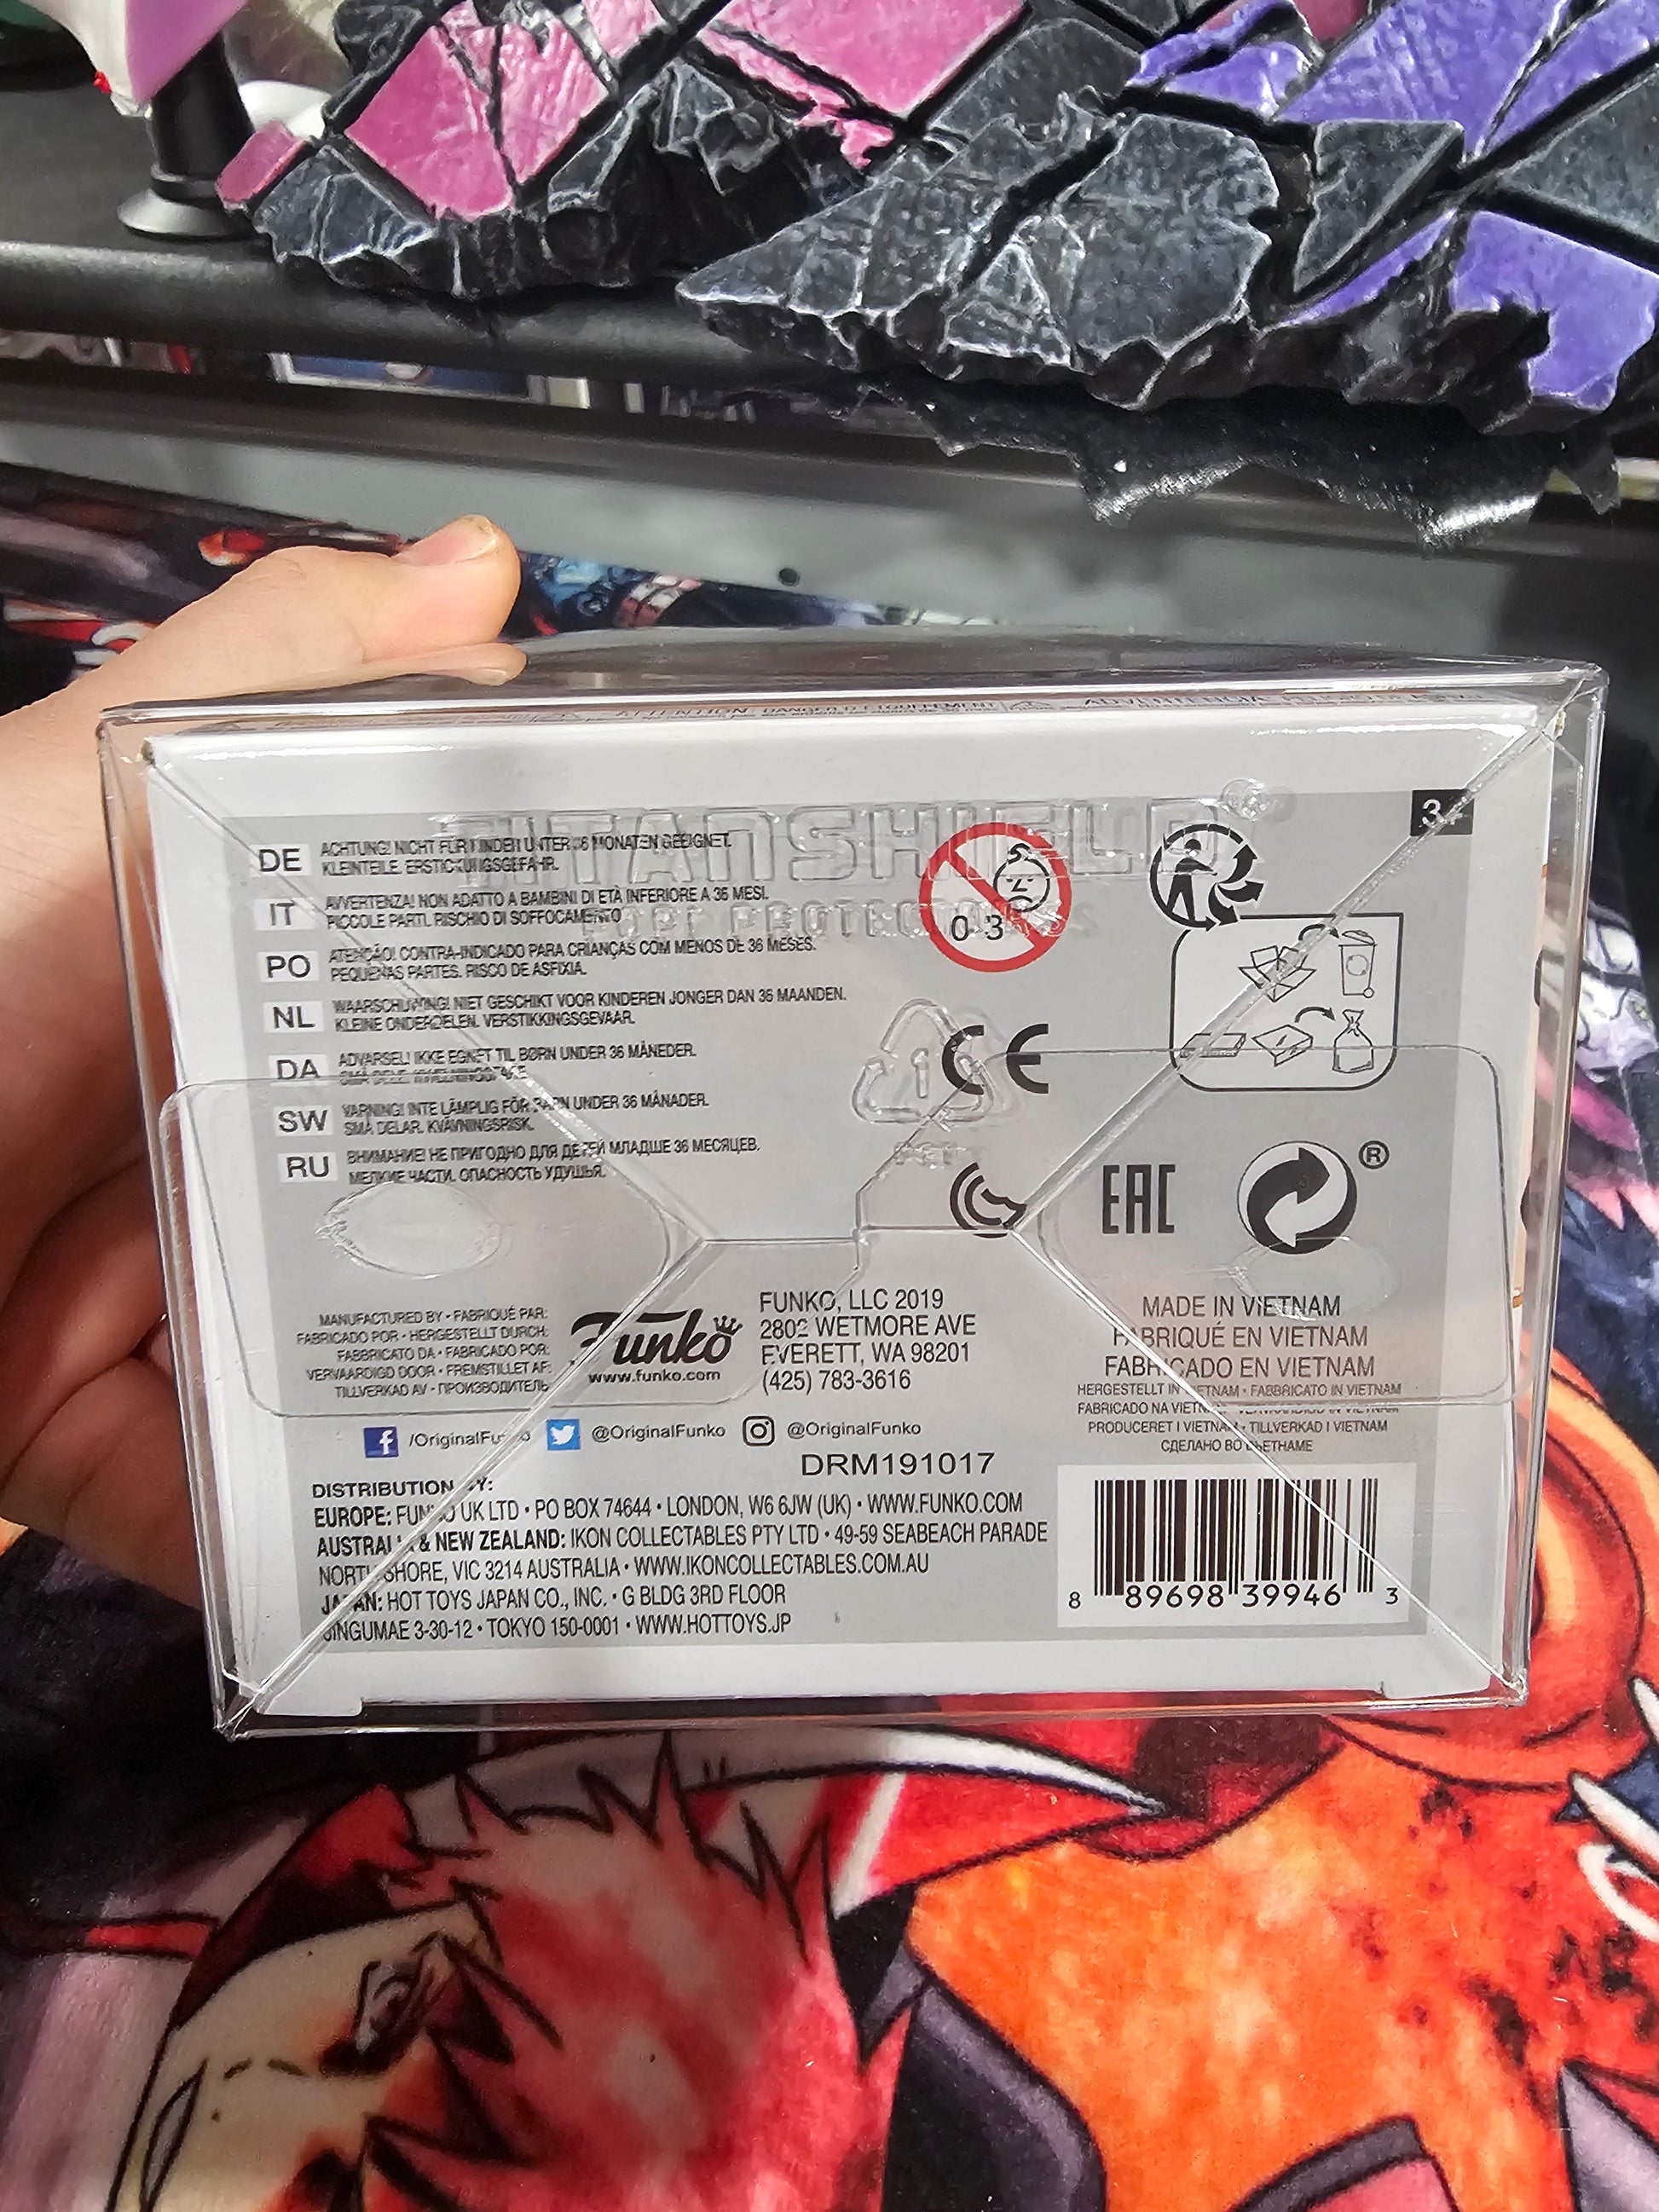 TITANSHIELD
3+
DE ACHTUNG! NICHT FÜR KINDER UNTER 36 MONATEN GEEIGNET.
KLEINTEILE. ERSTICKUNGSGEFAHR.
IT AVVERTENZA! NON ADATTO A BAMBINI DI ETÀ INFERIORE A 36 MESI.
PICCOLE PARTI. RISCHIO DI SOFFOCAMENTO
PO ATENÇÃO! CONTRA-INDICADO PARA CRIANÇAS COM MENOS DE 36 MESES.
PEQUENAS PARTES. RISCO DE ASFIXIA.
NL WAARSCHUWING! NIET GESCHIKT VOOR KINDEREN JONGER DAN 36 MAANDEN.
KLEINE ONDERDELEN. VERSTIKKINGSGEVAAR.
DA ADVARSEL! IKKE EGNET TIL BØRN UNDER 36 MÅNEDER.
SMÅ DELE.
SW VARNING! INTE LÄMPLIG FÖR BARN UNDER 36 MÅNADER.
SMÅ DELAR. KVÄVNINGSRISK.
RU ВНИМАНИЕ! НЕ ПРИГОДНО ДЛЯ ДЕТЕЙ МЛАДШЕ 36 МЕСЯЦЕВ.
МЕЛКИЕ ЧАСТИ. ОПАСНОСТЬ УДУШЬЯ.
0-3
1
CE
PET
EAC
®
MANUFACTURED BY • FABRIQUÉ PAR:
FABRICADO POR • HERGESTELLT DURCH:
FABBRICATO DA • FABRICADO POR:
VERVAARDIGD DOOR • FREMSTILLET AF:
TILLVERKAD AV • ПРОИЗВОДИТЕЛЬ
Funko
www.funko.com
FUNKO, LLC 2019
2802 WETMORE AVE
EVERETT, WA 98201
(425) 783-3616
MADE IN VIETNAM
FABRIQUÉ EN VIETNAM
FABRICADO EN VIETNAM
HERGESTELLT IN VIETNAM • FABBRICATO IN VIETNAM
FABRICADO NA VIETNAM • VERVAARDIGD IN VIETNAM
PRODUCERET I VIETNAM • TILLVERKAD I VIETNAM
СДЕЛАНО ВО ВЬЕТНАМЕ
/OriginalFunko @OriginalFunko @OriginalFunko
DRM191017
DISTRIBUTION BY:
EUROPE: FUNKO UK LTD • PO BOX 74644 • LONDON, W6 6JW (UK) • WWW.FUNKO.COM
AUSTRALIA & NEW ZEALAND: IKON COLLECTABLES PTY LTD • 49-59 SEABEACH PARADE
NORTH SHORE, VIC 3214 AUSTRALIA • WWW.IKONCOLLECTABLES.COM.AU
JAPAN: HOT TOYS JAPAN CO., INC. • G BLDG 3RD FLOOR
JINGUMAE 3-30-12 • TOKYO 150-0001 • WWW.HOTTOYS.JP
8 89698 39946 3